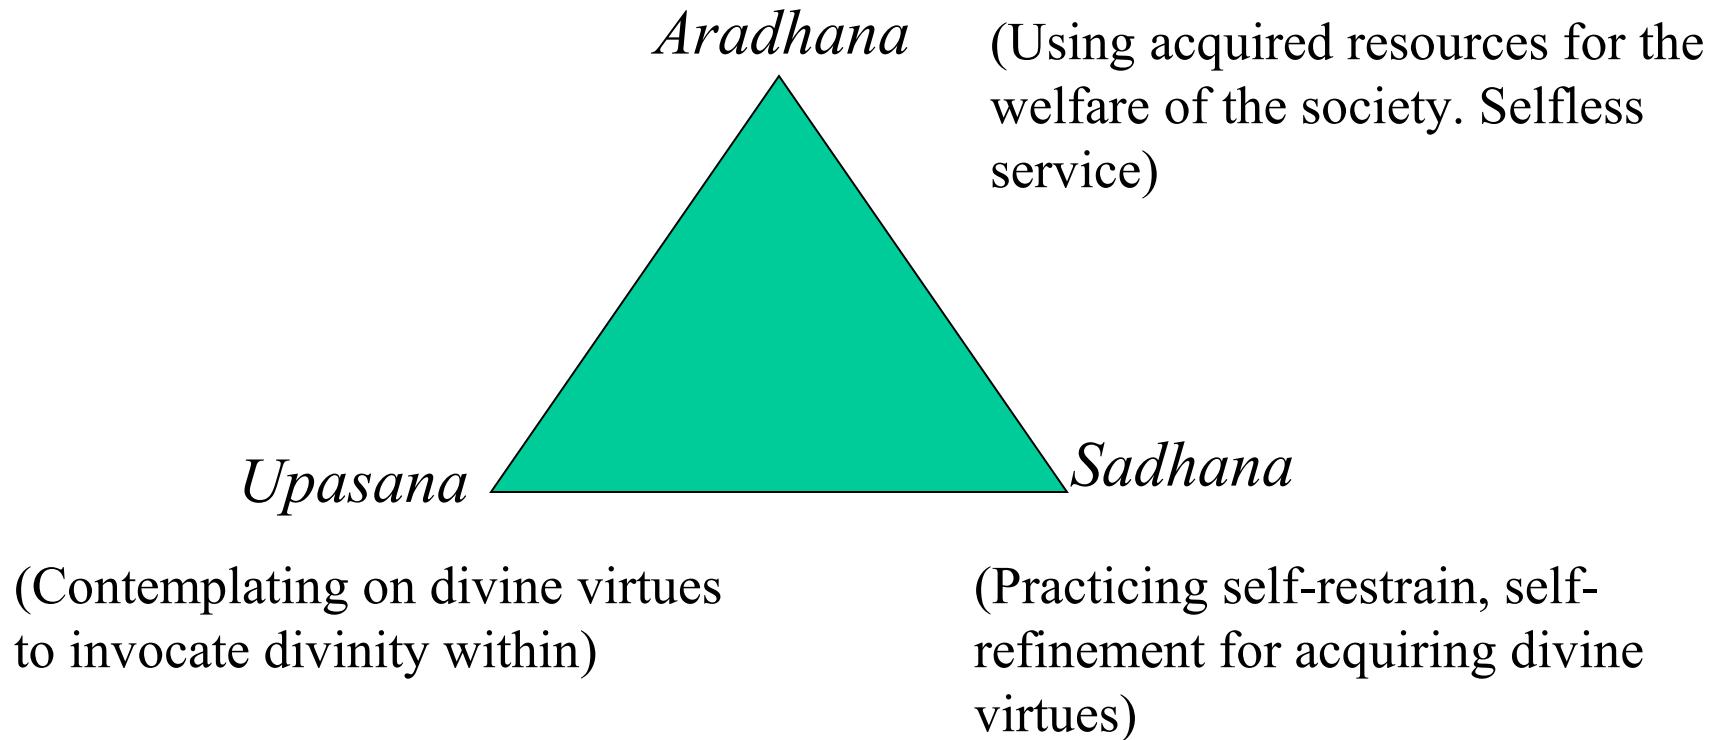 Aradhana
(Using acquired resources for the
welfare of the society. Selfless
service)
Upasana
Sadhana
(Contemplating on divine virtues
to invocate divinity within)
(Practicing self-restrain, self-
refinement for acquiring divine
virtues)